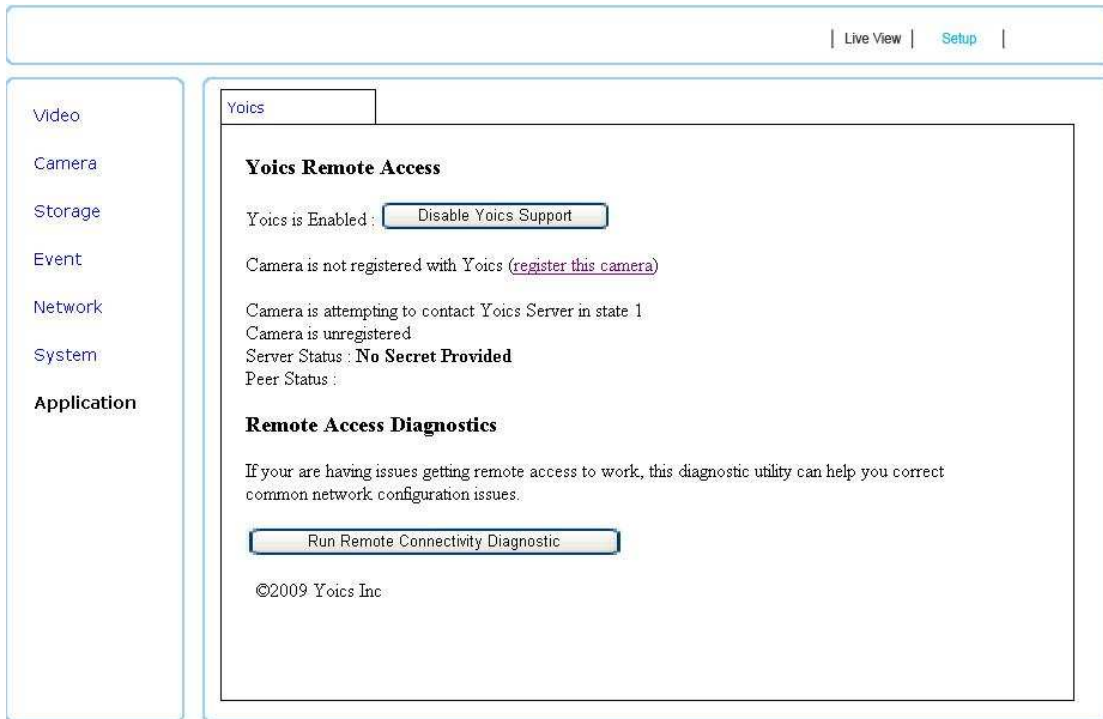 | Live View | Setup |
Video
Camera
Storage
Event
Network
System
Application
Yoics
Yoics Remote Access
Yoics is Enabled : Disable Yoics Support
Camera is not registered with Yoics (register this camera)
Camera is attempting to contact Yoics Server in state 1
Camera is unregistered
Server Status : No Secret Provided
Peer Status :
Remote Access Diagnostics
If your are having issues getting remote access to work, this diagnostic utility can help you correct
common network configuration issues.
Run Remote Connectivity Diagnostic
©2009 Yoics Inc